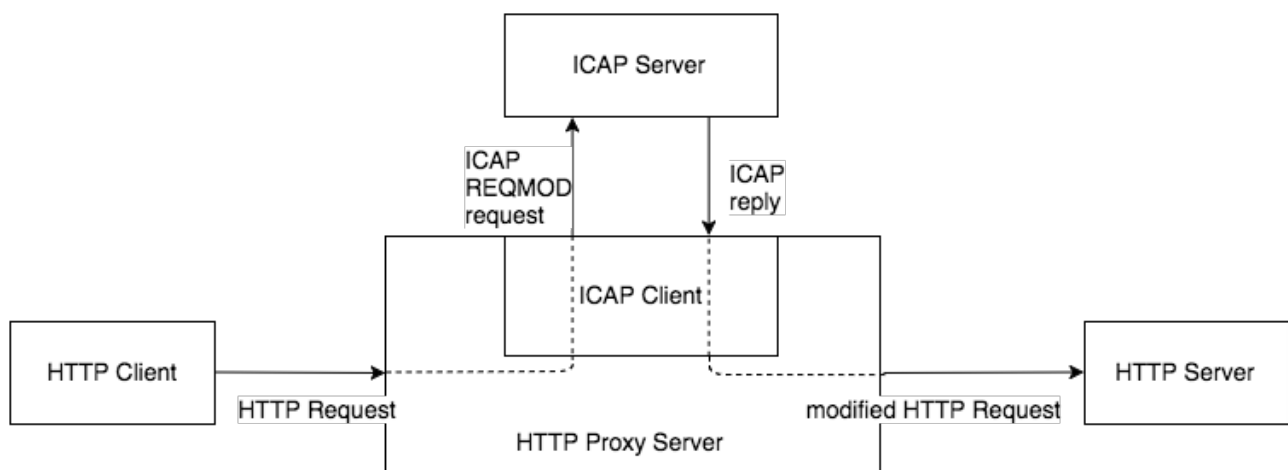 ICAP Server
ICAP
REQMOD
request
ICAP
reply
ICAP Client
HTTP Client
HTTP Server
HTTP Request
modified HTTP Request
HTTP Proxy Server